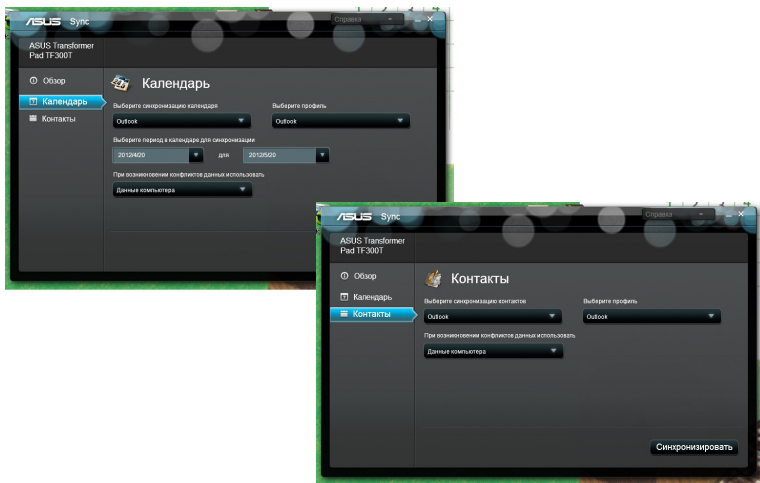 ASUS Sync
Справка
ASUS Transformer
Pad TF300T
Обзор
Календарь
Контакты
Календарь
Выберите синхронизацию календаря
Выберите профиль
Outlook
Outlook
Выберите период в календаре для синхронизации
2012/4/20
для
2012/5/20
При возникновении конфликтов данных использовать
Данные компьютера
ASUS Sync
Справка
ASUS Transformer
Pad TF300T
Обзор
Календарь
Контакты
Контакты
Выберите синхронизацию контактов
Выберите профиль
Outlook
Outlook
При возникновении конфликтов данных использовать
Данные компьютера
Синхронизировать